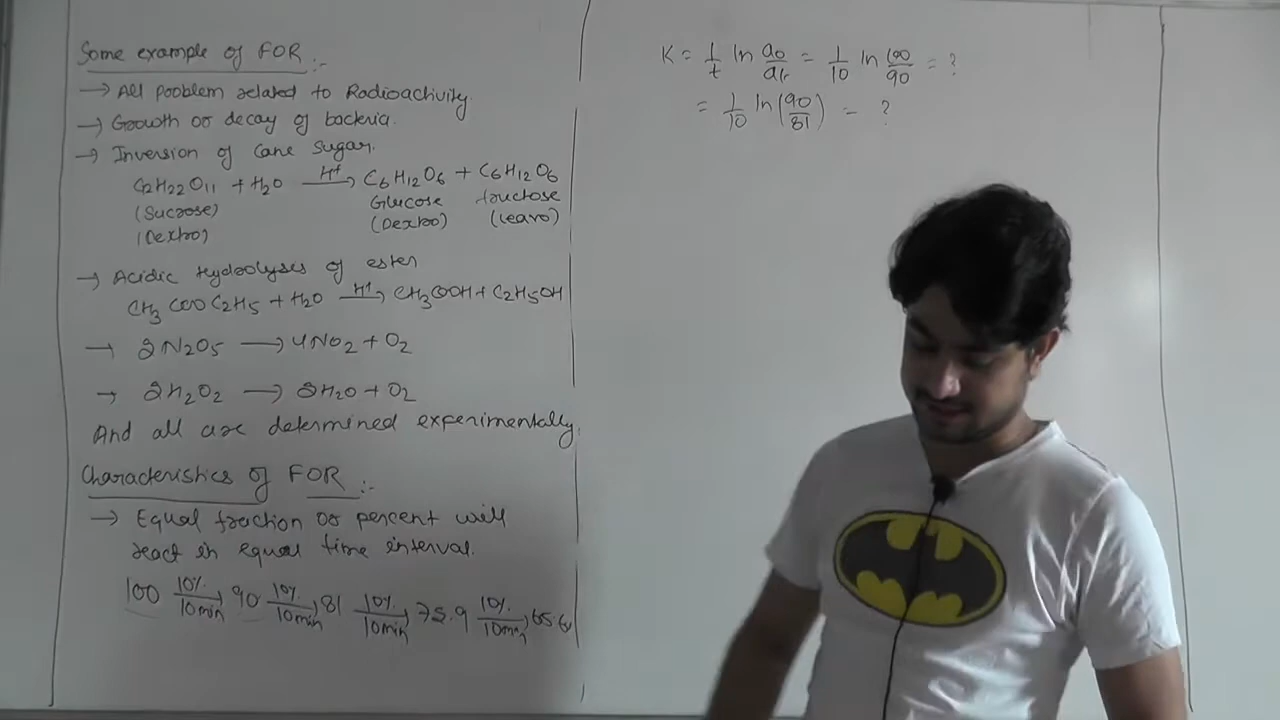 Some example of FOR :-
→ All problem related to Radioactivity
→ Growth or decay of bacteria.
→ Inversion of Cane Sugar.
C12H22O11 + H2O —H+→ C6H12O6 + C6H12O6
(Sucrose) Glucose fructose
(Dextro) (Dextro) (Leavo)
→ Acidic Hydrolyses of ester
CH3COOC2H5 + H2O —H+→ CH3COOH + C2H5OH
→ 2N2O5 → 4NO2 + O2
→ 2H2O2 → 2H2O + O2
And all are determined experimentally.
Characteristics of FOR :-
→ Equal fraction or percent will
react in equal time interval.
100 —10%/10min→ 90 —10%/10min→ 81 —10%/10min→ 72.9 —10%/10min→ 65.6
K = 1/t ln a0/at = 1/10 ln 100/90 = ?
= 1/10 ln (90/81) = ?